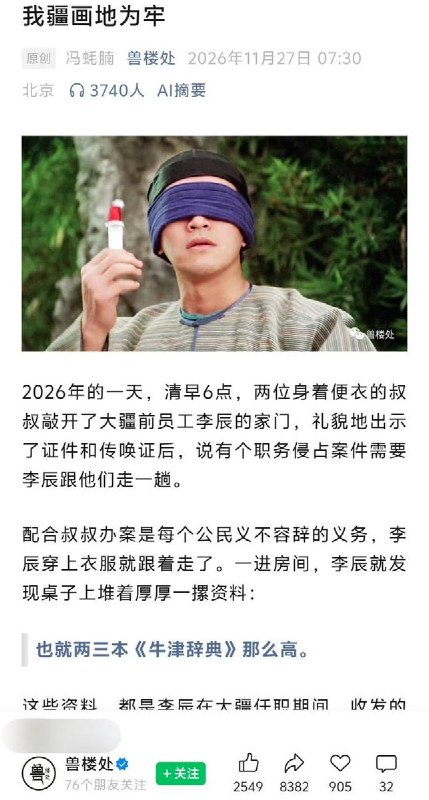 我疆画地为牢
原创 冯蚝腩 兽楼处 2026年11月27日 07:30
北京 3740人 AI摘要
兽楼处
2026年的一天，清早6点，两位身着便衣的叔
叔敲开了大疆前员工李辰的家门，礼貌地出示
了证件和传唤证后，说有个职务侵占案件需要
李辰跟他们走一趟。
配合叔叔办案是每个公民义不容辞的义务，李
辰穿上衣服就跟着走了。一进房间，李辰就发
现桌子上堆着厚厚一摞资料：
也就两三本《牛津辞典》那么高。
这些资料，都是李辰在大疆任职期间，收发的
兽楼处
76个朋友关注
+关注
2549 8382 905 32